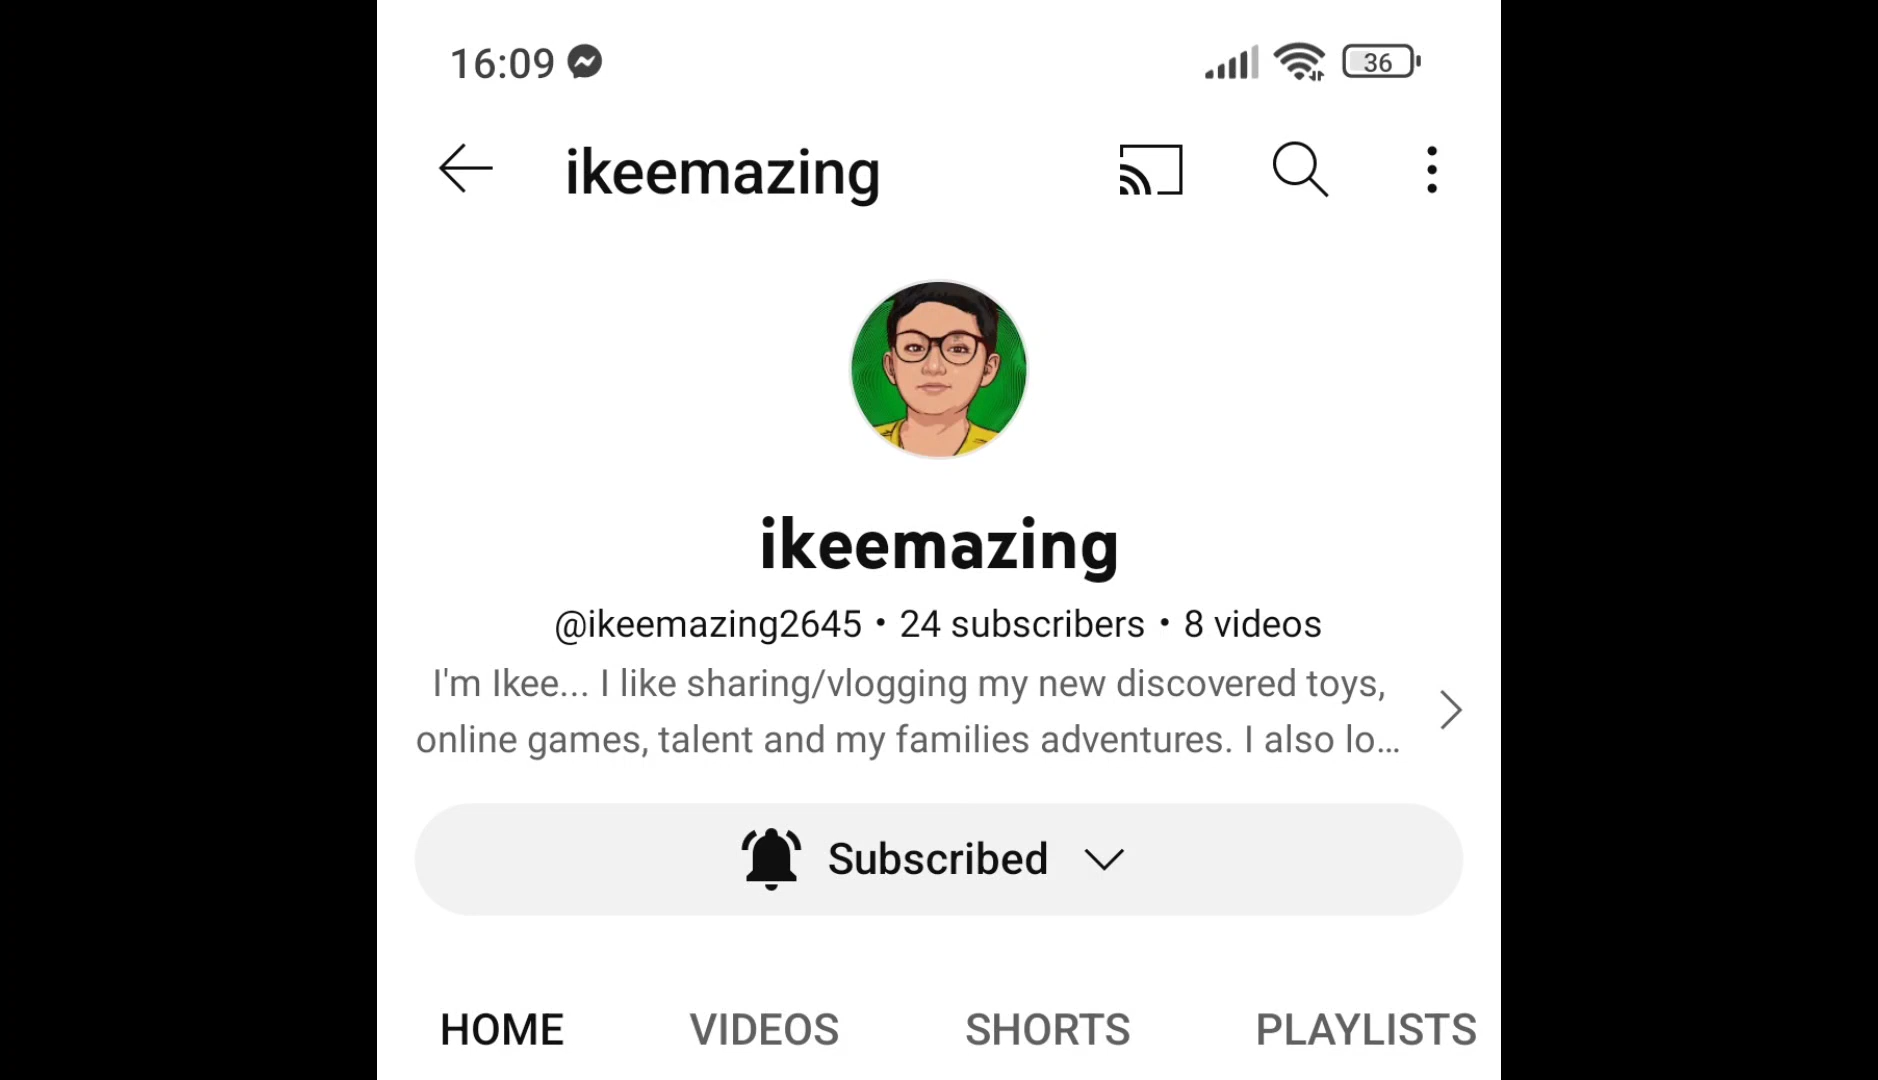 16:09
36
ikeemazing
ikeemazing
@ikeemazing2645 • 24 subscribers • 8 videos
I'm Ikee... I like sharing/vlogging my new discovered toys,
online games, talent and my families adventures. I also lo...
Subscribed
HOME VIDEOS SHORTS PLAYLISTS